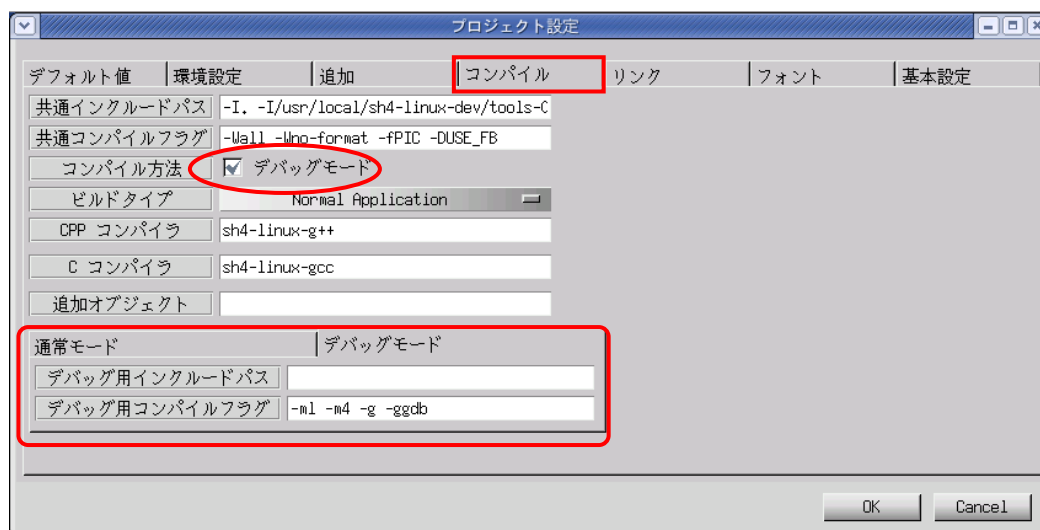 プロジェクト設定
デフォルト値 環境設定 追加 コンパイル リンク フォント 基本設定
共通インクルードパス -I. -I/usr/local/sh4-linux-dev/tools-C
共通コンパイルフラグ -Wall -Wno-format -fPIC -DUSE_FB
コンパイル方法 デバッグモード
ビルドタイプ Normal Application
CPP コンパイラ sh4-linux-g++
C コンパイラ sh4-linux-gcc
追加オブジェクト
通常モード デバッグモード
デバッグ用インクルードパス
デバッグ用コンパイルフラグ -ml -m4 -g -ggdb
OK Cancel